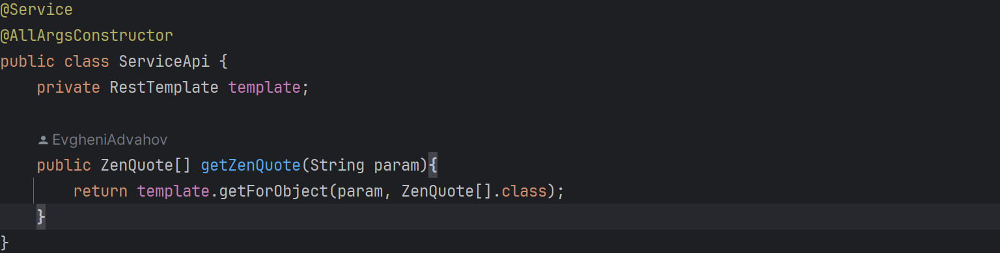 @Service
@AllArgsConstructor
public class ServiceApi {
    private RestTemplate template;
    EvgheniAdvahov
    public ZenQuote[] getZenQuote(String param){
        return template.getForObject(param, ZenQuote[].class);
    }
}